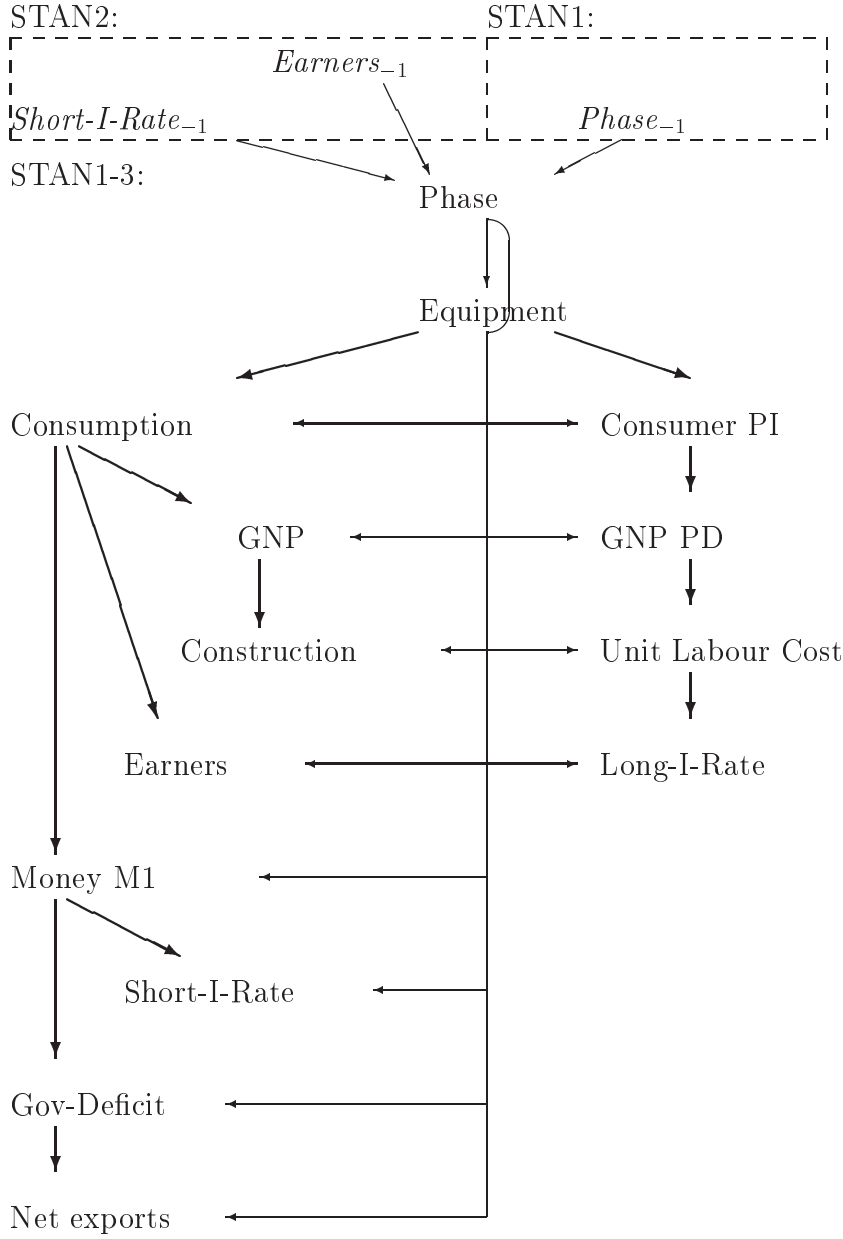 STAN2: STAN1:
Earners₋₁
Short-I-Rate₋₁ Phase₋₁
STAN1-3:
Phase
Equipment
Consumption Consumer PI
GNP GNP PD
Construction Unit Labour Cost
Earners Long-I-Rate
Money M1
Short-I-Rate
Gov-Deficit
Net exports